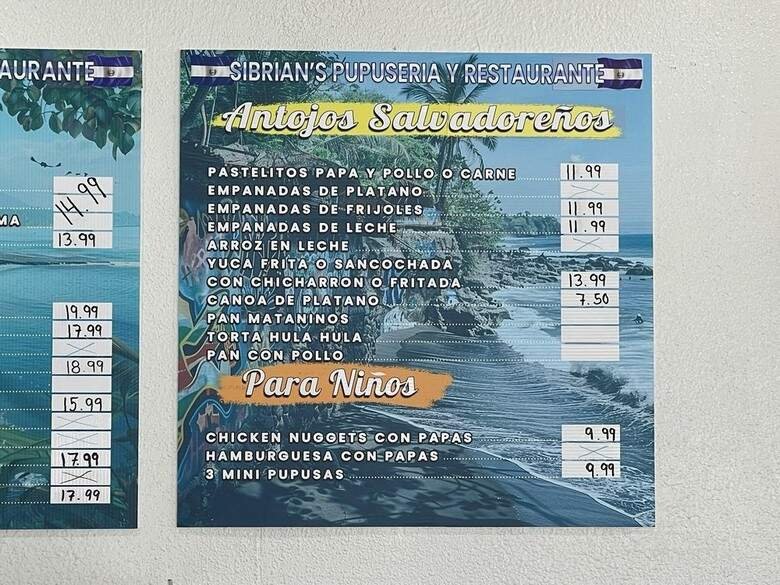 AURANTE
14.99
MA
13.99
19.99
17.99
18.99
15.99
17.99
17.99
SIBRIAN'S PUPUSERIA Y RESTAURANTE
Antojos Salvadoreños
PASTELITOS PAPA Y POLLO O CARNE 11.99
EMPANADAS DE PLATANO
EMPANADAS DE FRIJOLES 11.99
EMPANADAS DE LECHE 11.99
ARROZ EN LECHE
YUCA FRITA O SANCOCHADA
CON CHICHARRON O FRITADA 13.99
CANOA DE PLATANO 7.50
PAN MATANINOS
TORTA HULA HULA
PAN CON POLLO
Para Niños
CHICKEN NUGGETS CON PAPAS 9.99
HAMBURGUESA CON PAPAS
3 MINI PUPUSAS 9.99